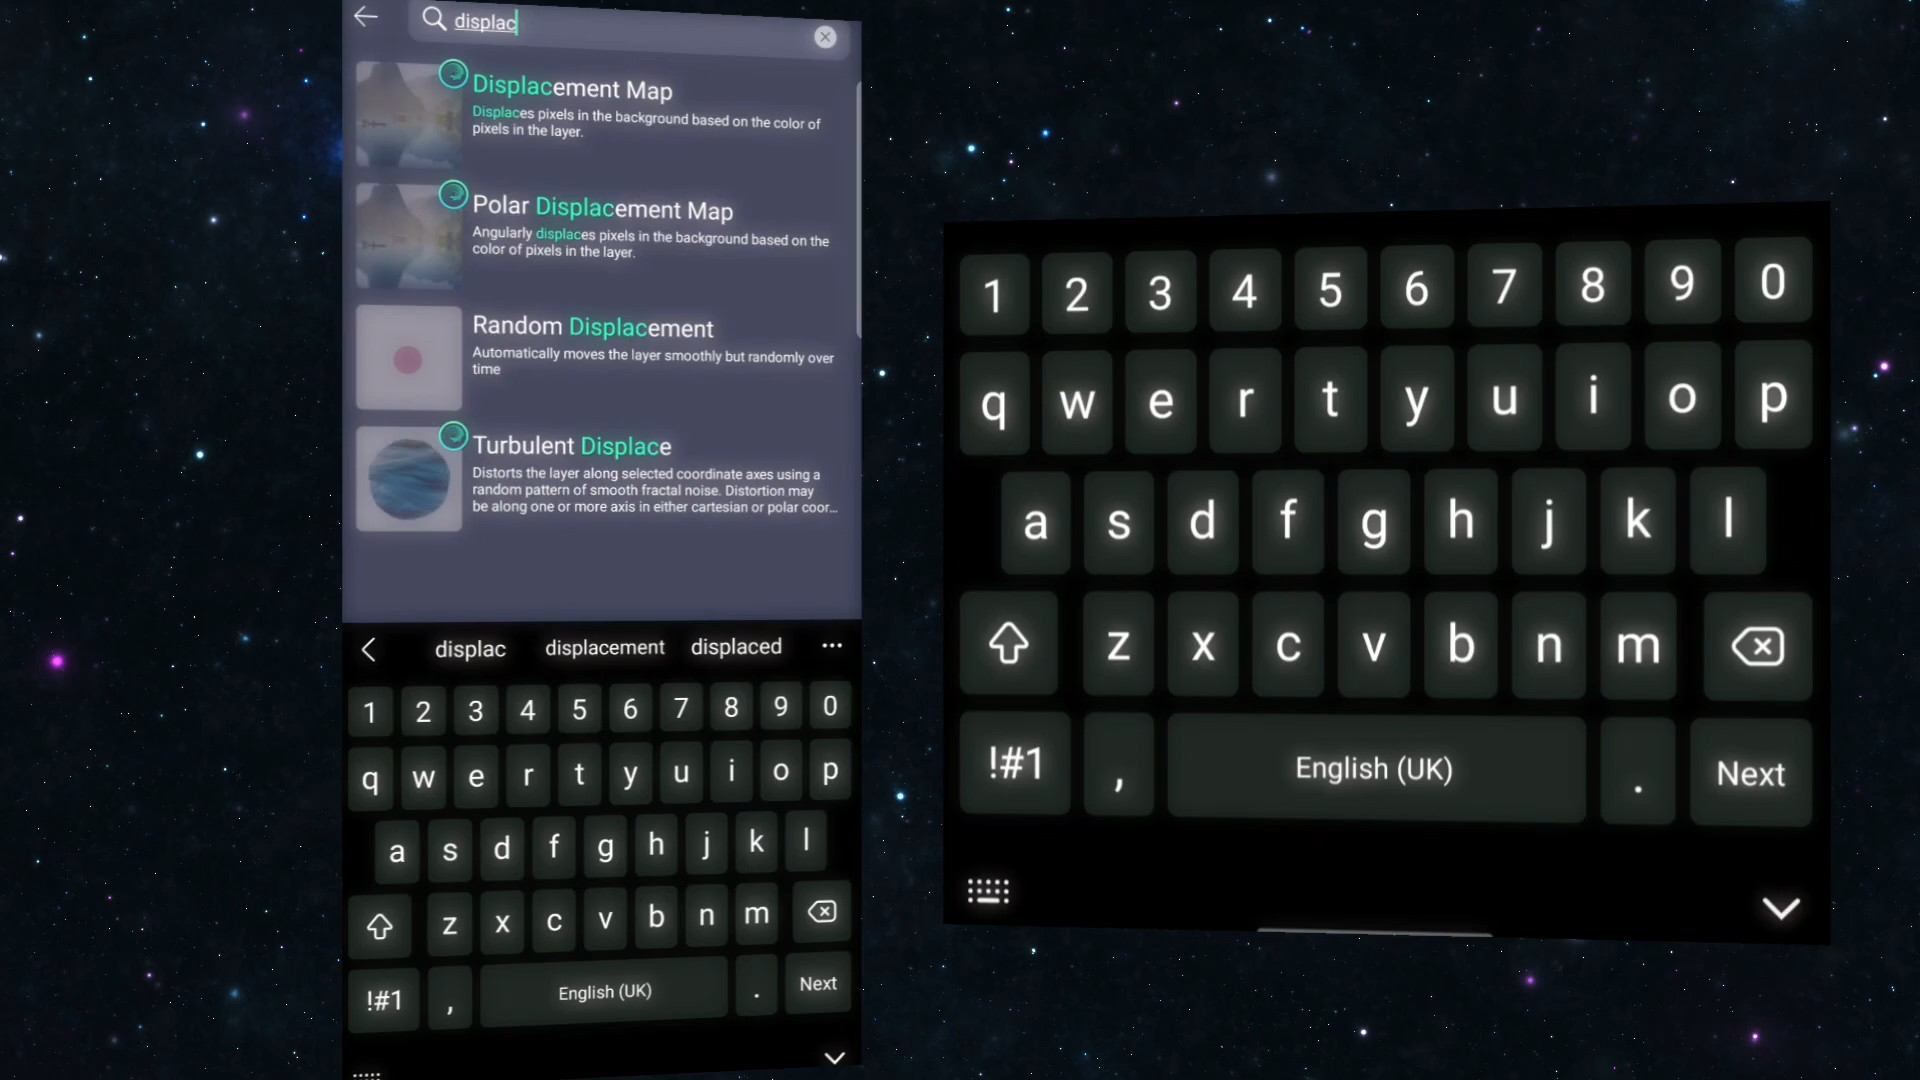 displac
Displacement Map
Displaces pixels in the background based on the color of
pixels in the layer.
Polar Displacement Map
Angularly displaces pixels in the background based on the
color of pixels in the layer.
Random Displacement
Automatically moves the layer smoothly but randomly over
time
Turbulent Displace
Distorts the layer along selected coordinate axes using a
random pattern of smooth fractal noise. Distortion may
be along one or more axis in either cartesian or polar coor...
displac displacement displaced
1 2 3 4 5 6 7 8 9 0
q w e r t y u i o p
a s d f g h j k l
z x c v b n m
!#1 , English (UK) . Next
1 2 3 4 5 6 7 8 9 0
q w e r t y u i o p
a s d f g h j k l
z x c v b n m
!#1 , English (UK) . Next